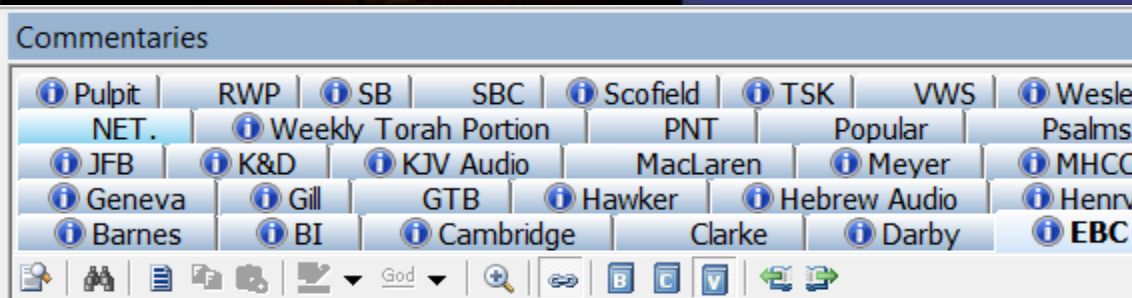 Commentaries
Pulpit RWP SB SBC Scofield TSK VWS Wesle
NET. Weekly Torah Portion PNT Popular Psalms
JFB K&D KJV Audio MacLaren Meyer MHCC
Geneva Gill GTB Hawker Hebrew Audio Henry
Barnes BI Cambridge Clarke Darby EBC
God B C V